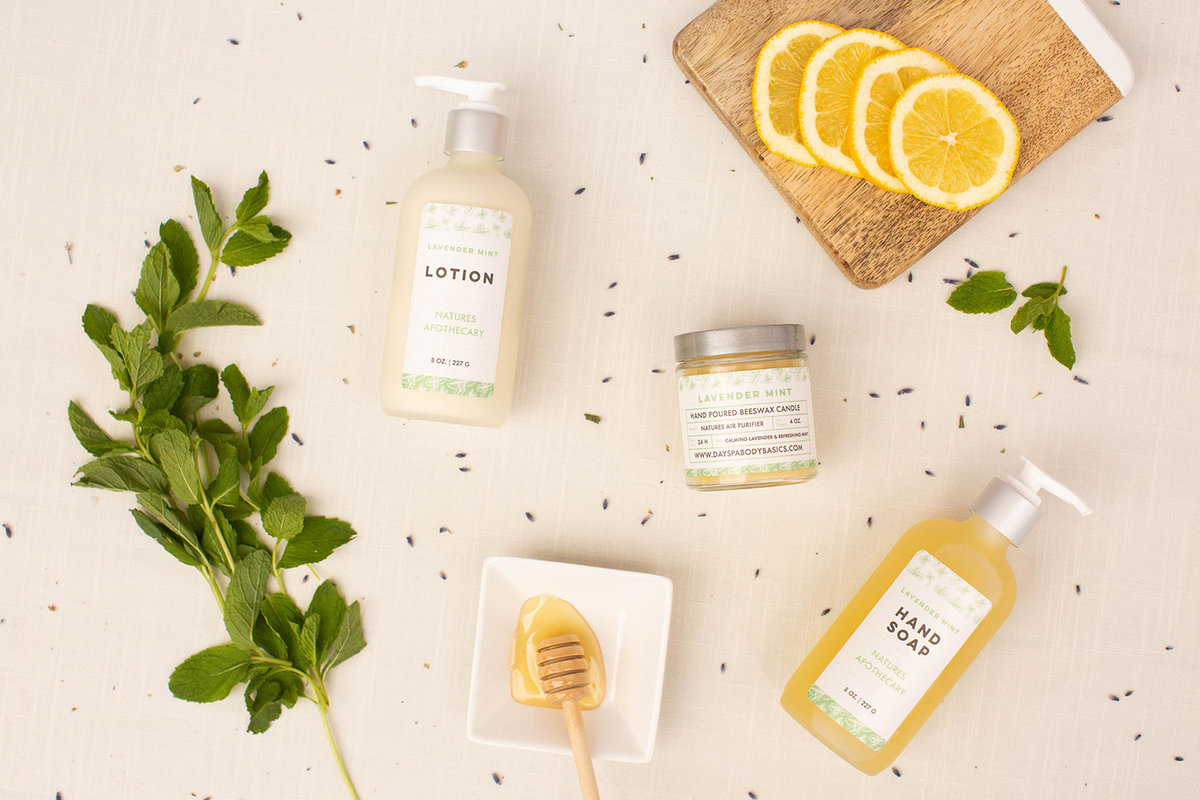 LAVENDER MINT
LOTION
NATURES
APOTHECARY
8 OZ. | 227 G
LAVENDER MINT
HAND POURED BEESWAX CANDLE
NATURES AIR PURIFIER
4 OZ.
24 H
CALMING LAVENDER & REFRESHING MINT
WWW.DAYSPABODYBASICS.COM
LAVENDER MINT
HAND
SOAP
NATURES
APOTHECARY
8 OZ. | 227 G